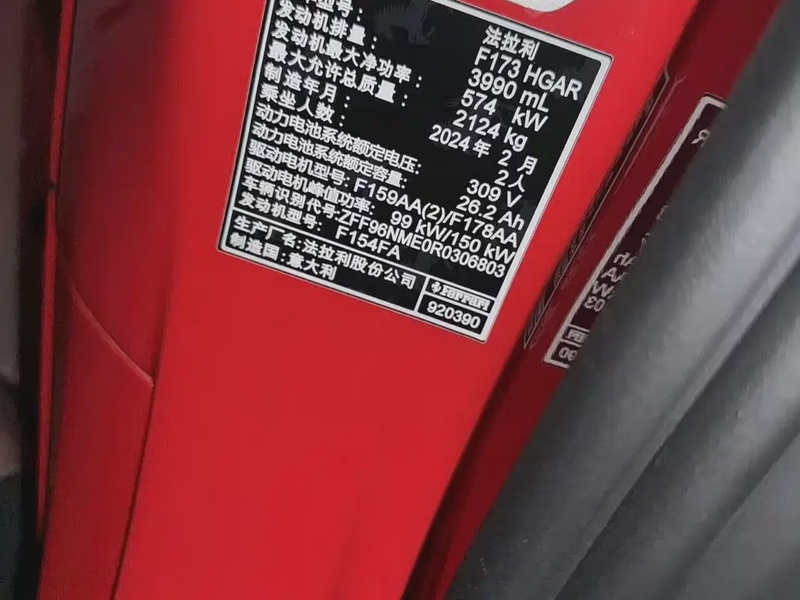 法拉利
型号: F173 HGAR
发动机排量: 3990 mL
发动机最大净功率: 574 kW
最大允许总质量: 2124 kg
制造年月: 2024年 2月
乘坐人数: 2人
动力电池系统额定电压: 309 V
动力电池系统额定容量: 26.2 Ah
驱动电机型号: F159AA(2)/F178AA
驱动电机峰值功率: 99 kW/150 kW
车辆识别代号:ZFF96NME0R0306803
发动机型号: F154FA
生产厂名:法拉利股份公司
制造国:意大利
Ferrari
920390